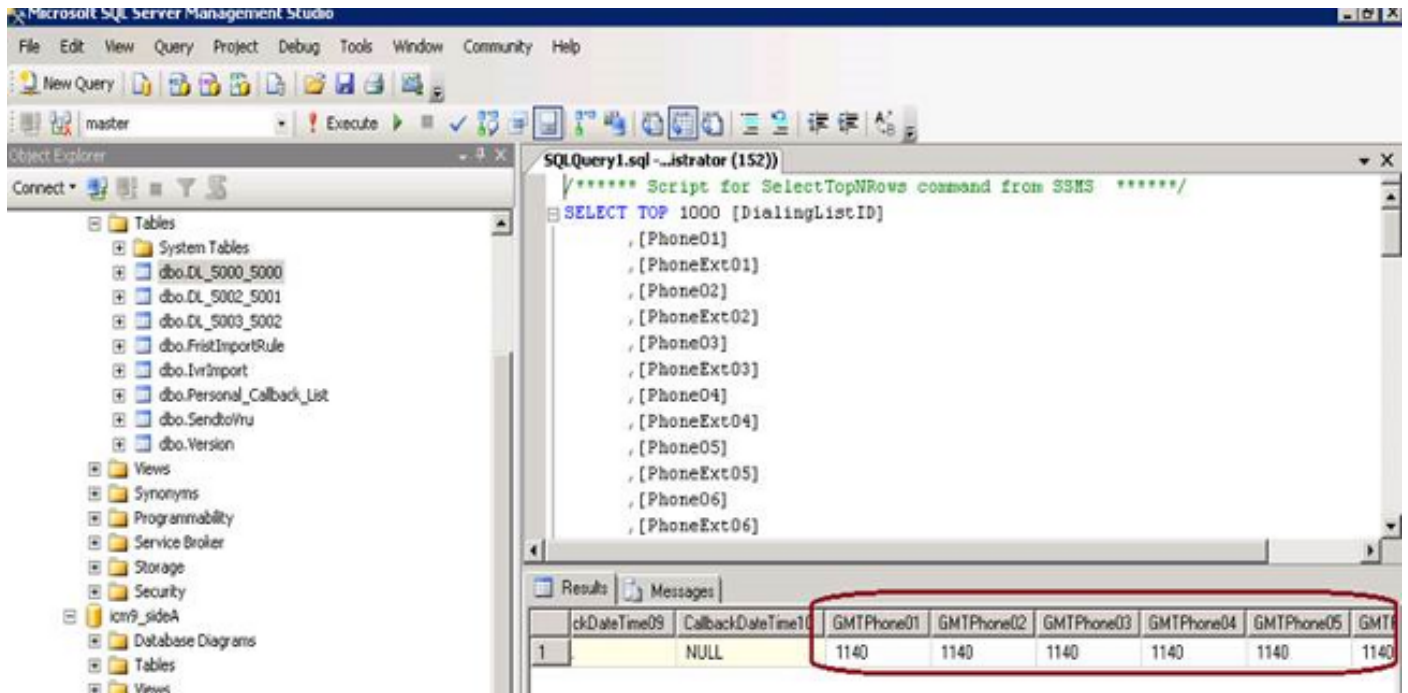 Microsoft SQL Server Management Studio
File Edit View Query Project Debug Tools Window Community Help
New Query
master Execute
Object Explorer
Connect
Tables
System Tables
dbo.DL_5000_5000
dbo.DL_5002_5001
dbo.DL_5003_5002
dbo.FristImportRule
dbo.IvrImport
dbo.Personal_Callback_List
dbo.SendtoVru
dbo.Version
Views
Synonyms
Programmability
Service Broker
Storage
Security
icm9_sideA
Database Diagrams
Tables
Views
SQLQuery1.sql -...istrator (152))
/****** Script for SelectTopNRows command from SSMS ******/
SELECT TOP 1000 [DialingListID]
,[Phone01]
,[PhoneExt01]
,[Phone02]
,[PhoneExt02]
,[Phone03]
,[PhoneExt03]
,[Phone04]
,[PhoneExt04]
,[Phone05]
,[PhoneExt05]
,[Phone06]
,[PhoneExt06]
Results Messages
ckDateTime09 CallbackDateTime10 GMTPhone01 GMTPhone02 GMTPhone03 GMTPhone04 GMTPhone05
1 NULL 1140 1140 1140 1140 1140 1140